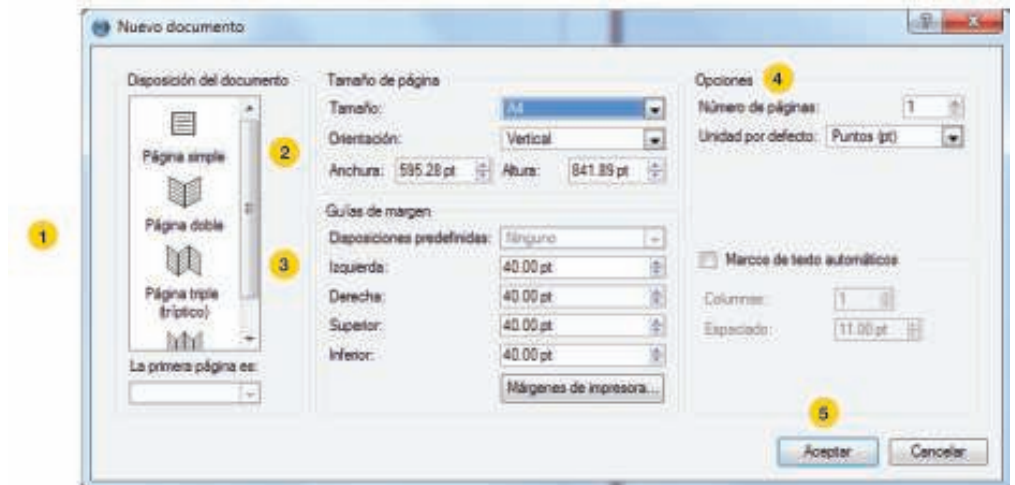 Nuevo documento
Disposición del documento
Página simple
Página doble
Página triple
(tríptico)
La primera página es:
1
2
3
Tamaño de página
Tamaño: A4
Orientación: Vertical
Anchura: 595.28 pt Altura: 841.89 pt
Guías de margen
Disposiciones predefinidas: Ninguno
Izquierda: 40.00 pt
Derecha: 40.00 pt
Superior: 40.00 pt
Inferior: 40.00 pt
Márgenes de impresora...
Opciones 4
Número de páginas: 1
Unidad por defecto: Puntos (pt)
Marcos de texto automáticos
Columnas: 1
Espaciado: 11.00 pt
5
Aceptar Cancelar